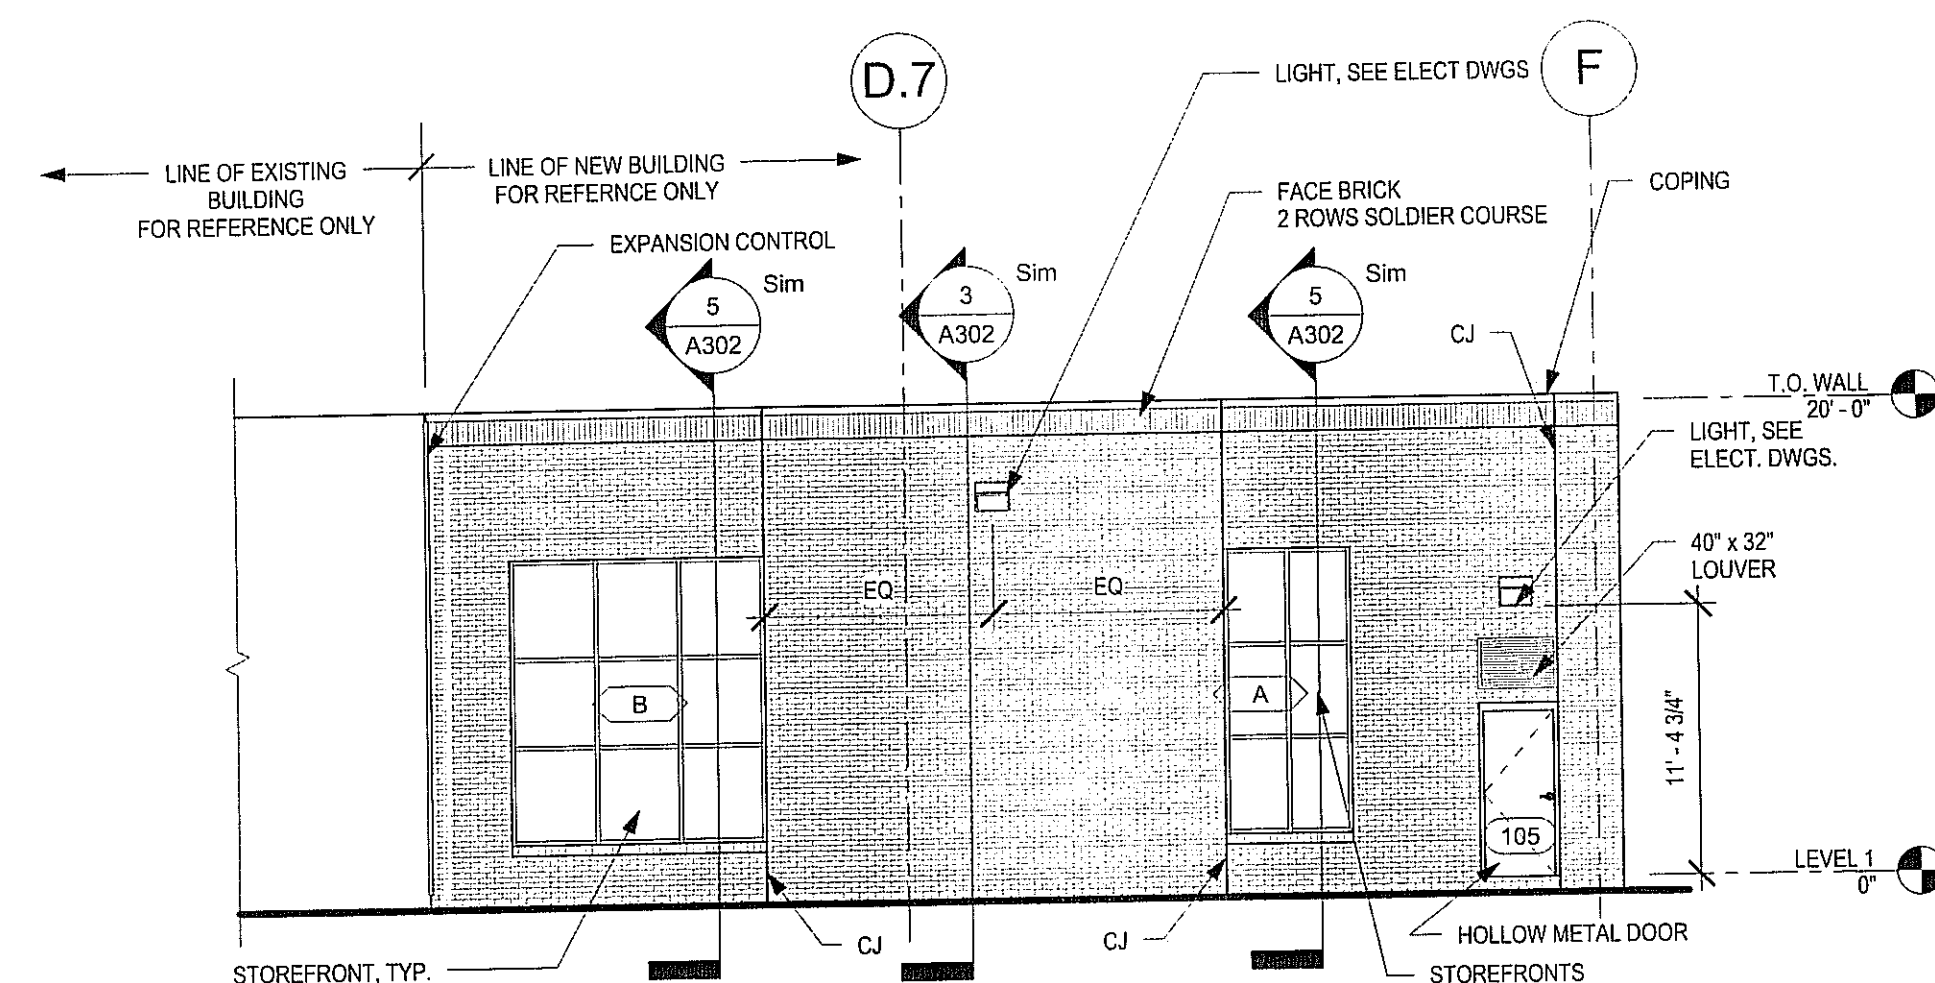 D.7
F
LIGHT, SEE ELECT DWGS
LINE OF EXISTING
BUILDING
FOR REFERENCE ONLY
LINE OF NEW BUILDING
FOR REFERNCE ONLY
FACE BRICK
2 ROWS SOLDIER COURSE
COPING
EXPANSION CONTROL
5
A302
Sim
3
A302
Sim
5
A302
Sim
CJ
T.O. WALL
20' - 0"
LIGHT, SEE
ELECT. DWGS.
40" x 32"
LOUVER
EQ
EQ
B
A
11' - 4 3/4"
105
LEVEL 1
0"
CJ
CJ
HOLLOW METAL DOOR
STOREFRONT, TYP.
STOREFRONTS